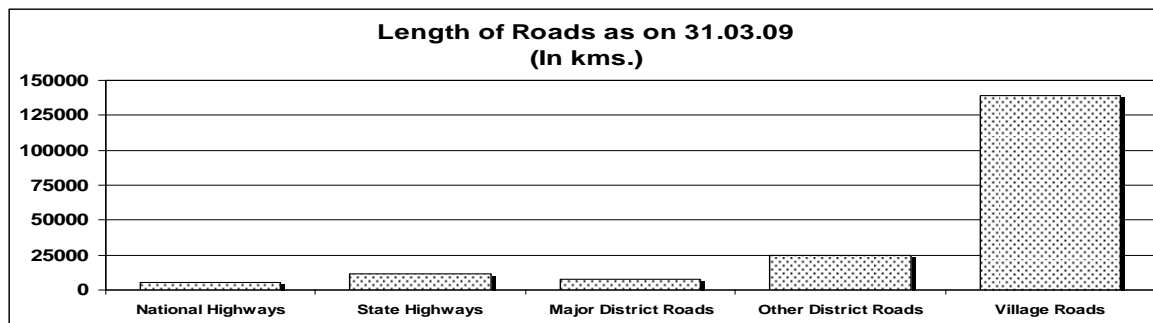 Length of Roads as on 31.03.09
(In kms.)
150000
125000
100000
75000
50000
25000
0
National Highways State Highways Major District Roads Other District Roads Village Roads